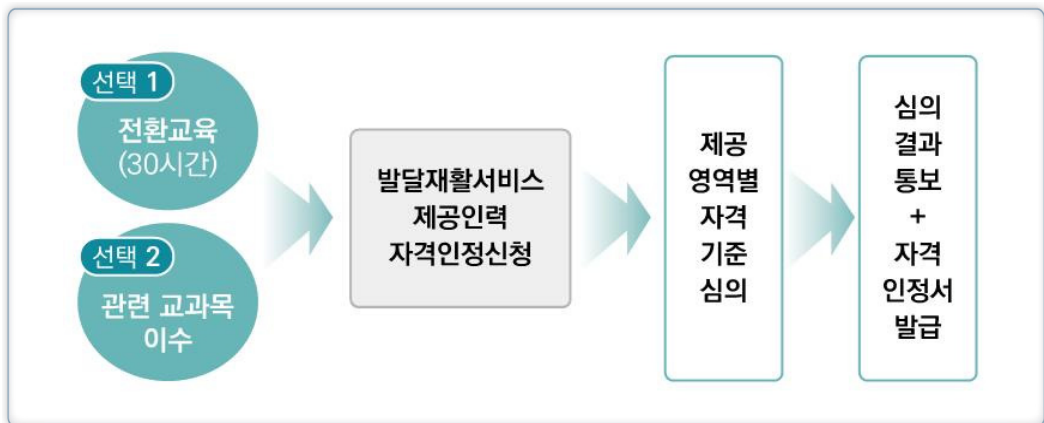 선택 1
전환교육
(30시간)
선택 2
관련 교과목
이수
발달재활서비스
제공인력
자격인정신청
제공
영역별
자격
기준
심의
심의
결과
통보
+
자격
인정서
발급